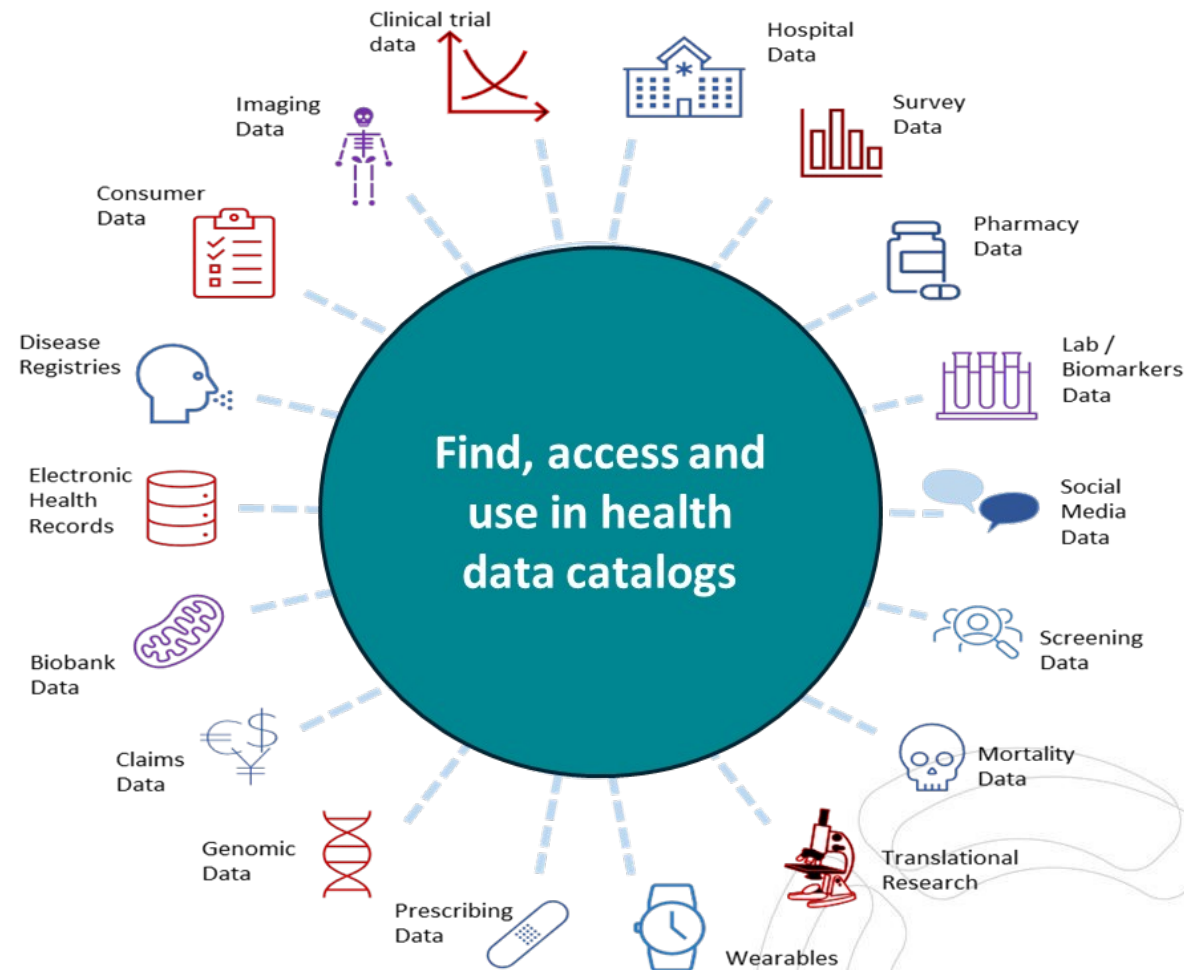 Clinical trial
data
Hospital
Data
Imaging
Data
Survey
Data
Consumer
Data
Pharmacy
Data
Disease
Registries
Lab /
Biomarkers
Data
Find, access and
use in health
data catalogs
Electronic
Health
Records
Social
Media
Data
Biobank
Data
Screening
Data
Claims
Data
Mortality
Data
Genomic
Data
Translational
Research
Prescribing
Data
Wearables